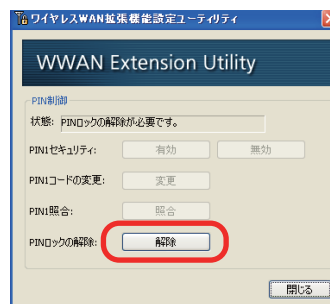 ワイヤレスWAN拡張機能設定ユーティリティ
WWAN Extension Utility
PIN制御
状態: PINロックの解除が必要です。
PIN1セキュリティ: 有効 無効
PIN1コードの変更: 変更
PIN1照合: 照合
PINロックの解除: 解除
閉じる